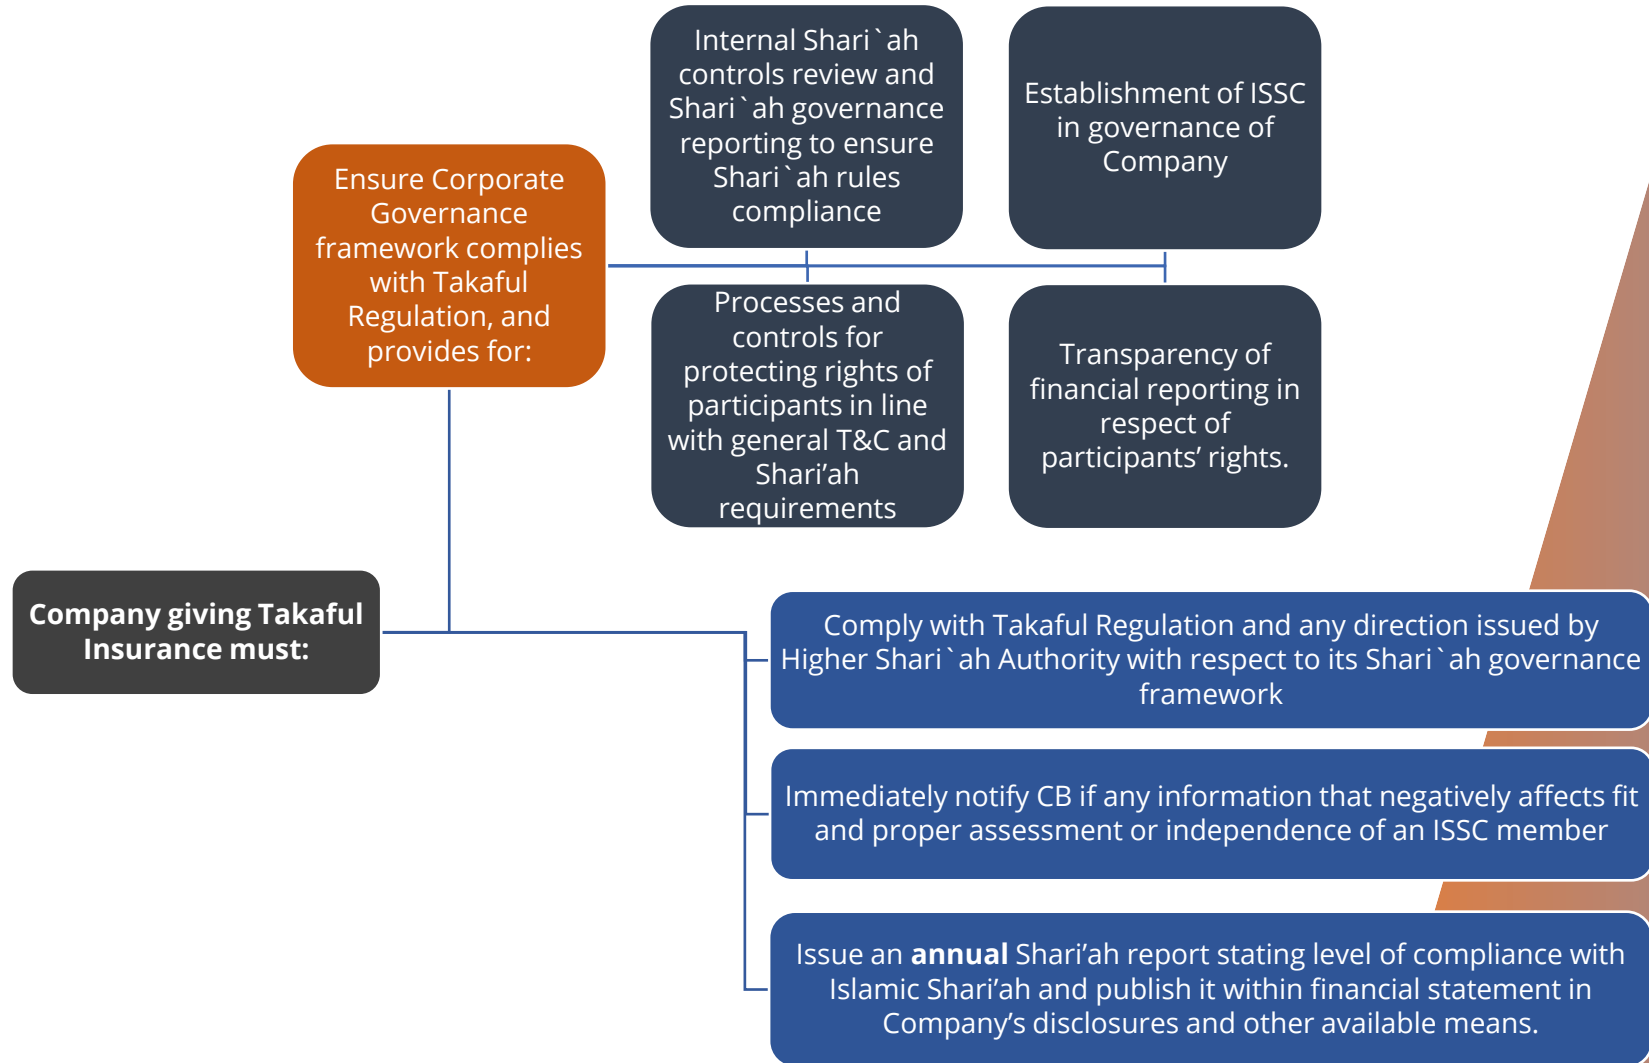 Internal Shari`ah
controls review and
Shari`ah governance
reporting to ensure
Shari`ah rules
compliance
Establishment of ISSC
in governance of
Company
Ensure Corporate
Governance
framework complies
with Takaful
Regulation, and
provides for:
Processes and
controls for
protecting rights of
participants in line
with general T&C and
Shari’ah
requirements
Transparency of
financial reporting in
respect of
participants’ rights.
Company giving Takaful
Insurance must:
Comply with Takaful Regulation and any direction issued by
Higher Shari`ah Authority with respect to its Shari`ah governance
framework
Immediately notify CB if any information that negatively affects fit
and proper assessment or independence of an ISSC member
Issue an annual Shari’ah report stating level of compliance with
Islamic Shari’ah and publish it within financial statement in
Company’s disclosures and other available means.